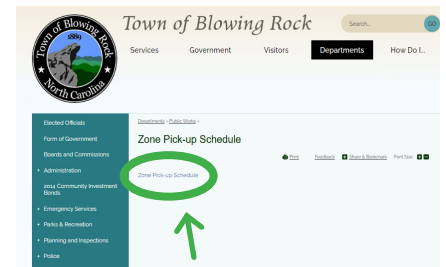 Town of Blowing Rock
1889
North Carolina
Town of Blowing Rock
Search...
GO
Services
Government
Visitors
Departments
How Do I...
Elected Officials
Form of Government
Boards and Commissions
+ Administration
2014 Community Investment
Bonds
+ Emergency Services
+ Parks & Recreation
+ Planning and Inspections
+ Police
Departments » Public Works »
Zone Pick-up Schedule
Print
Feedback
Share & Bookmark
Font Size: + -
Zone Pick-up Schedule